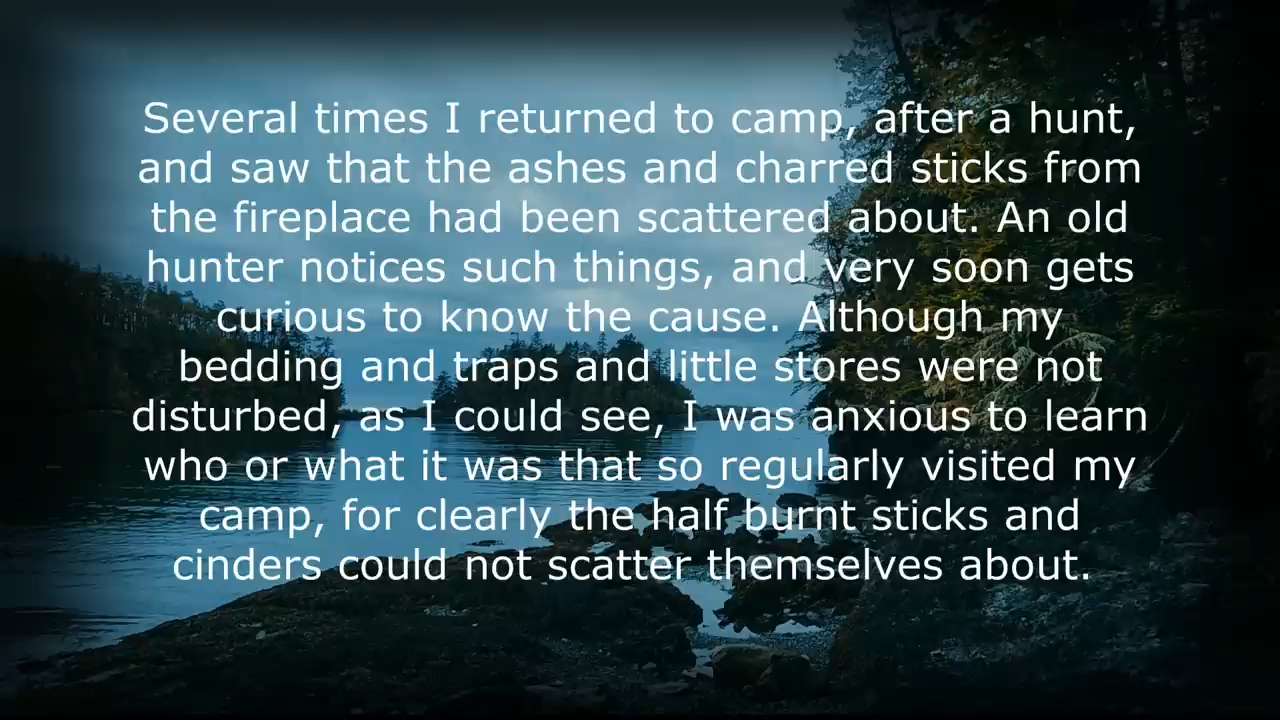 Several times I returned to camp, after a hunt,
and saw that the ashes and charred sticks from
the fireplace had been scattered about. An old
hunter notices such things, and very soon gets
curious to know the cause. Although my
bedding and traps and little stores were not
disturbed, as I could see, I was anxious to learn
who or what it was that so regularly visited my
camp, for clearly the half burnt sticks and
cinders could not scatter themselves about.